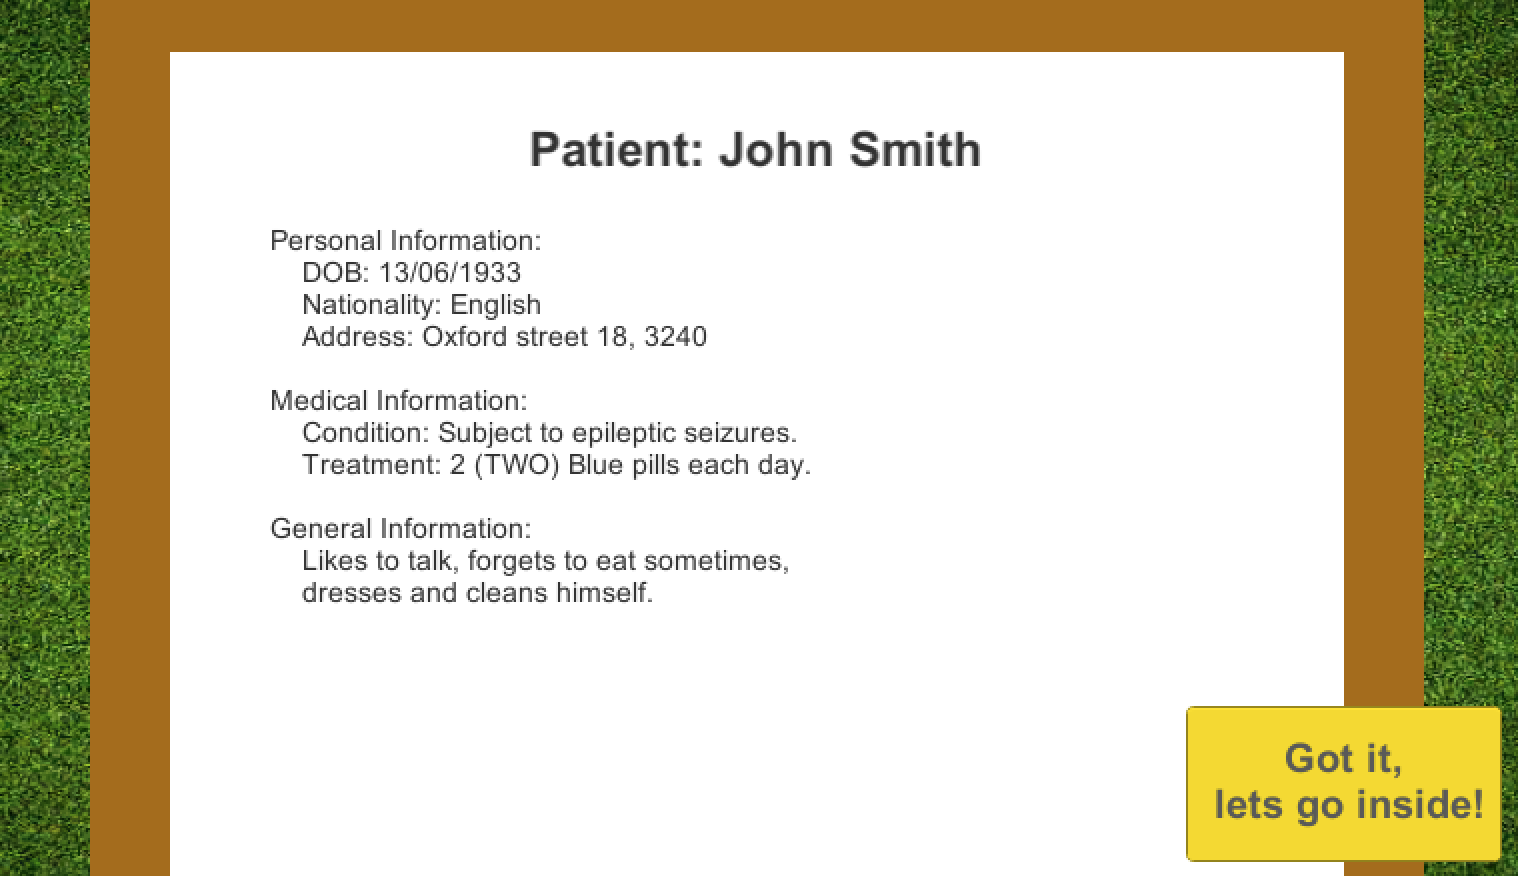 Patient: John Smith
Personal Information:
DOB: 13/06/1933
Nationality: English
Address: Oxford street 18, 3240
Medical Information:
Condition: Subject to epileptic seizures.
Treatment: 2 (TWO) Blue pills each day.
General Information:
Likes to talk, forgets to eat sometimes,
dresses and cleans himself.
Got it,
lets go inside!